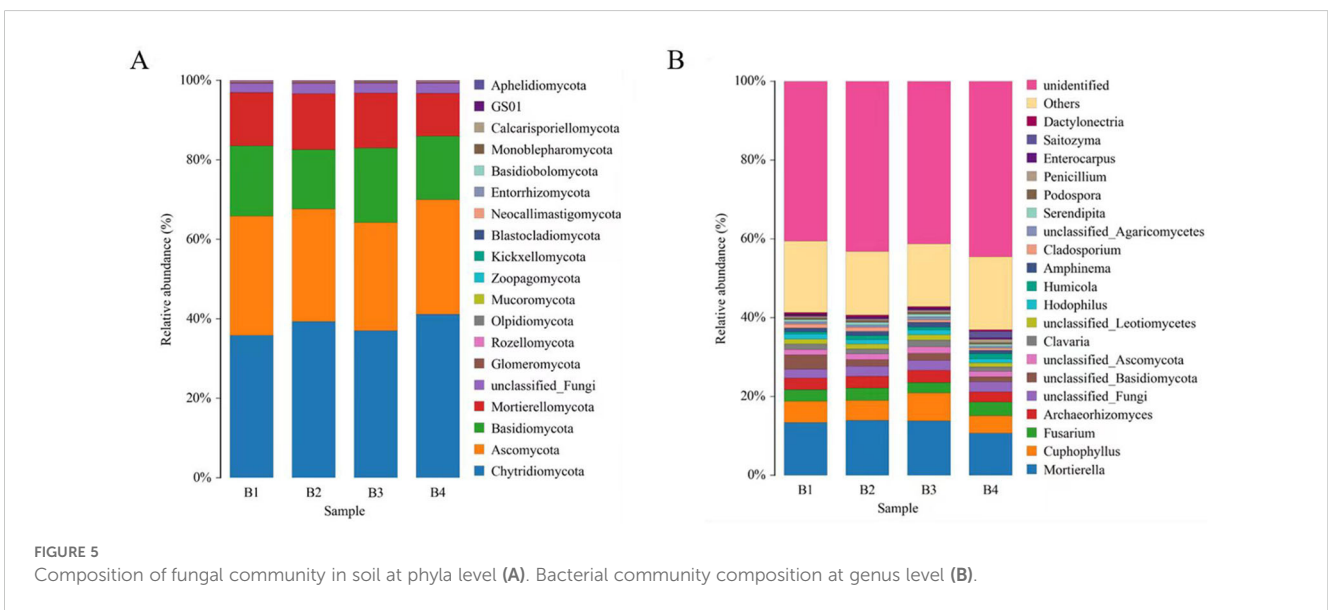 A
100%
80%
60%
40%
20%
0%
Relative abundance (%)
B1
B2
B3
B4
Sample
Aphelidiomycota
GS01
Calcarisporiellomycota
Monoblepharomycota
Basidiobolomycota
Entorrhizomycota
Neocallimastigomycota
Blastocladiomycota
Kickxellomycota
Zoopagomycota
Mucoromycota
Olpidiomycota
Rozellomycota
Glomeromycota
unclassified_Fungi
Mortierellomycota
Basidiomycota
Ascomycota
Chytridiomycota
B
100%
80%
60%
40%
20%
0%
Relative abundance (%)
B1
B2
B3
B4
Sample
unidentified
Others
Dactylonectria
Saitozyma
Enterocarpus
Penicillium
Podospora
Serendipita
unclassified_Agaricomycetes
Cladosporium
Amphinema
Humicola
Hodophilus
unclassified_Leotiomycetes
Clavaria
unclassified_Ascomycota
unclassified_Basidiomycota
unclassified_Fungi
Archaeorhizomyces
Fusarium
Cuphophyllus
Mortierella
FIGURE 5
Composition of fungal community in soil at phyla level (A). Bacterial community composition at genus level (B).